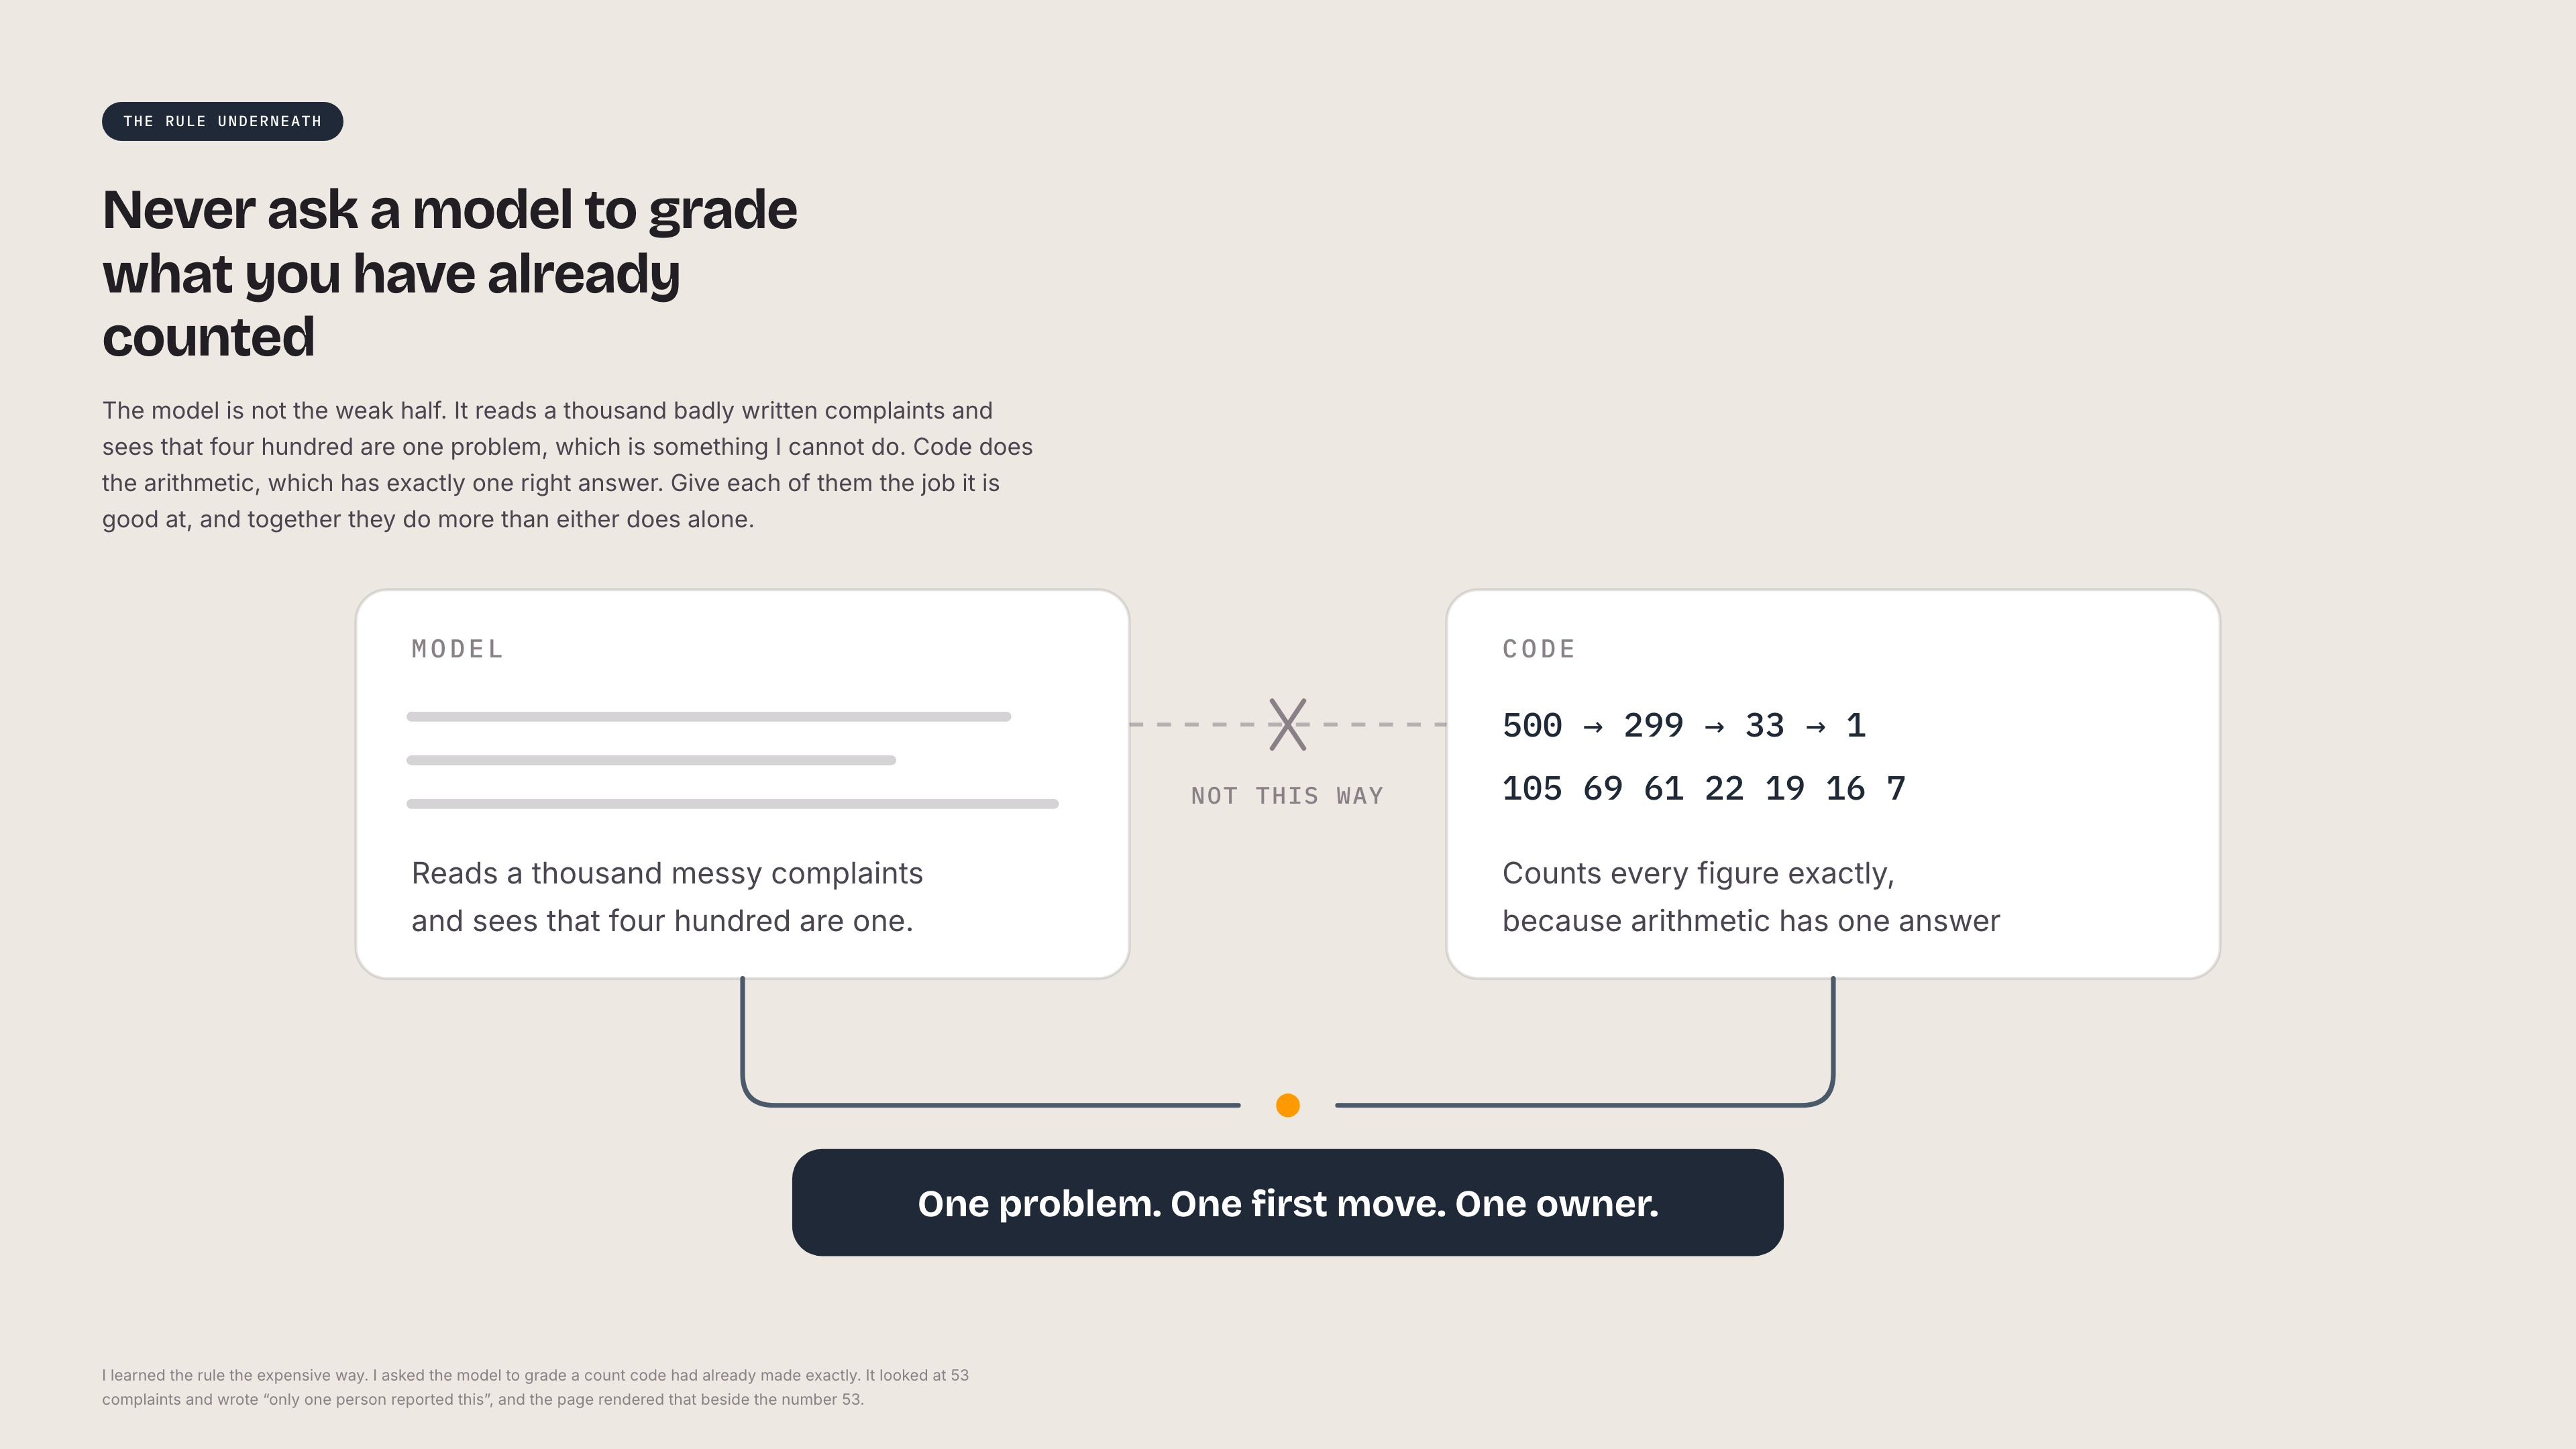 THE RULE UNDERNEATH
Never ask a model to grade
what you have already
counted
The model is not the weak half. It reads a thousand badly written complaints and
sees that four hundred are one problem, which is something I cannot do. Code does
the arithmetic, which has exactly one right answer. Give each of them the job it is
good at, and together they do more than either does alone.
MODEL
Reads a thousand messy complaints
and sees that four hundred are one.
NOT THIS WAY
CODE
500 → 299 → 33 → 1
105 69 61 22 19 16 7
Counts every figure exactly,
because arithmetic has one answer
One problem. One first move. One owner.
I learned the rule the expensive way. I asked the model to grade a count code had already made exactly. It looked at 53
complaints and wrote “only one person reported this”, and the page rendered that beside the number 53.